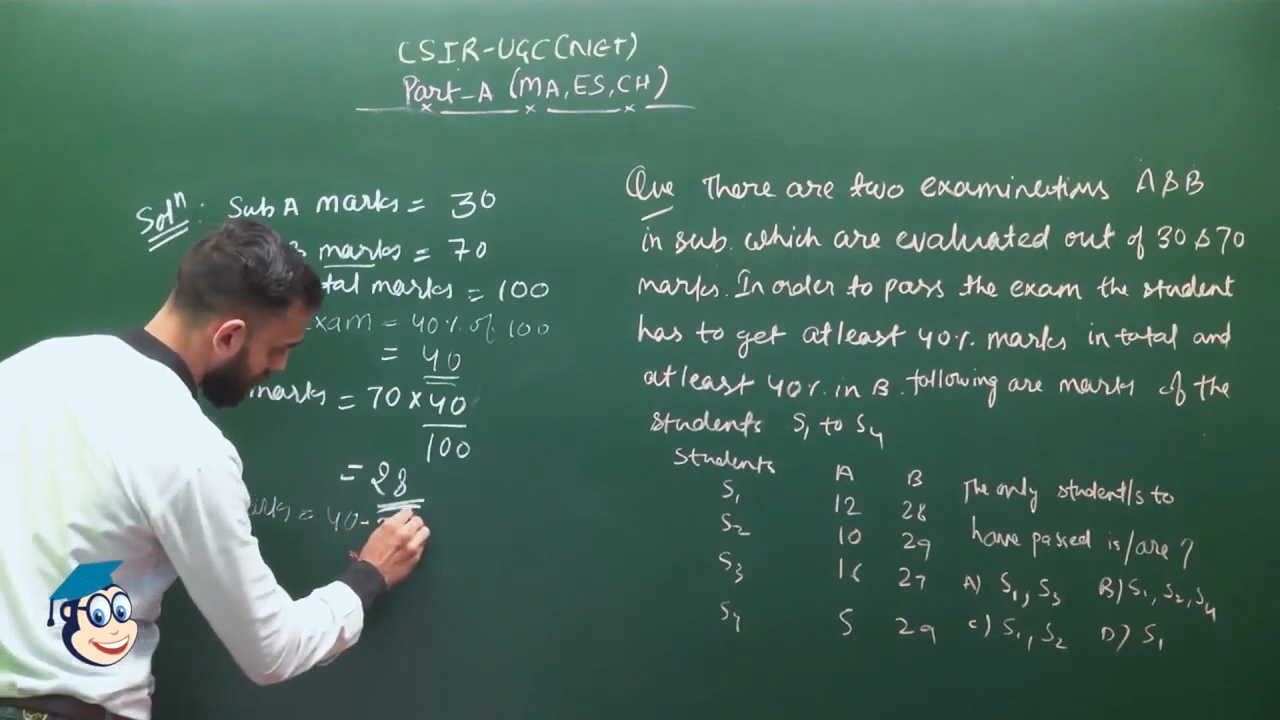 CSIR-UGC(NET)
Part-A (MA, ES, CH)
Solⁿ: Sub A marks = 30
marks = 70
marks = 100
= 40% of 100
= 40
marks = 70 × 40
100
= 28
= 40 -
Que There are two examinations A & B
in sub. which are evaluated out of 30 & 70
marks. In order to pass the exam the student
has to get atleast 40% marks in total and
atleast 40% in B. following are marks of the
students S₁ to S₄
Students A B
S₁ 12 28
S₂ 10 29
S₃ 16 27
S₄ 5 29
The only student/s to
have passed is/are ?
A) S₁, S₃ B) S₁, S₂, S₄
C) S₁, S₂ D) S₁